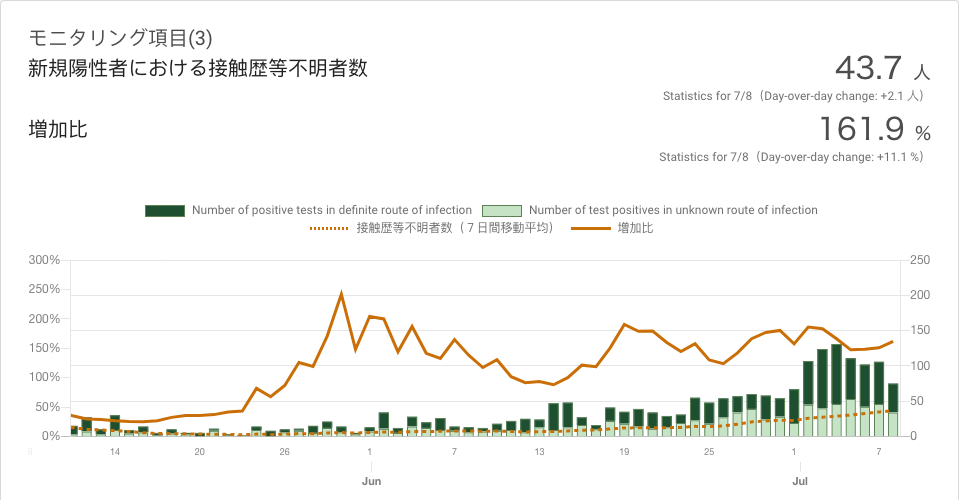 モニタリング項目(3)
新規陽性者における接触歴等不明者数
43.7 人
Statistics for 7/8（Day-over-day change: +2.1 人）
増加比
161.9 %
Statistics for 7/8（Day-over-day change: +11.1 %）
Number of positive tests in definite route of infection
Number of test positives in unknown route of infection
接触歴等不明者数（７日間移動平均）
増加比
300% 250
250% 200
200% 150
150% 100
100% 50
50% 0
0%
14 20 26 1 7 13 19 25 1 7
Jun Jul